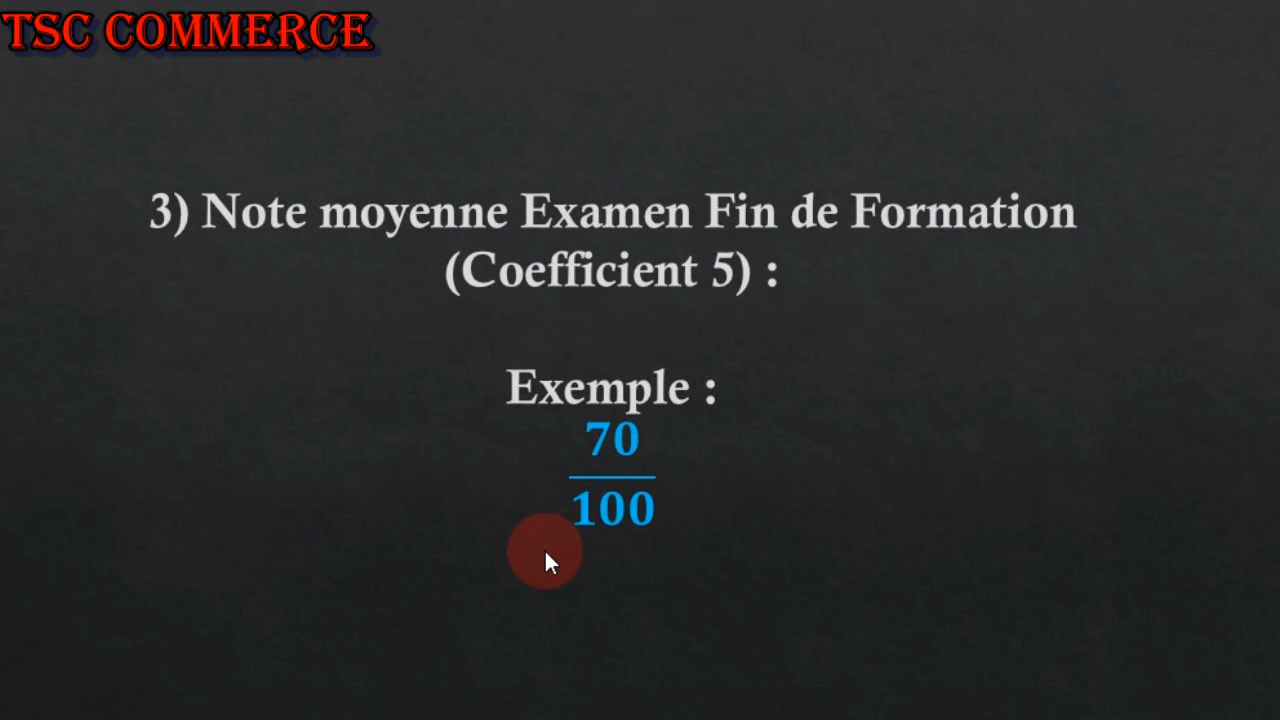 TSC COMMERCE
3) Note moyenne Examen Fin de Formation
(Coefficient 5) :
Exemple :
70
100